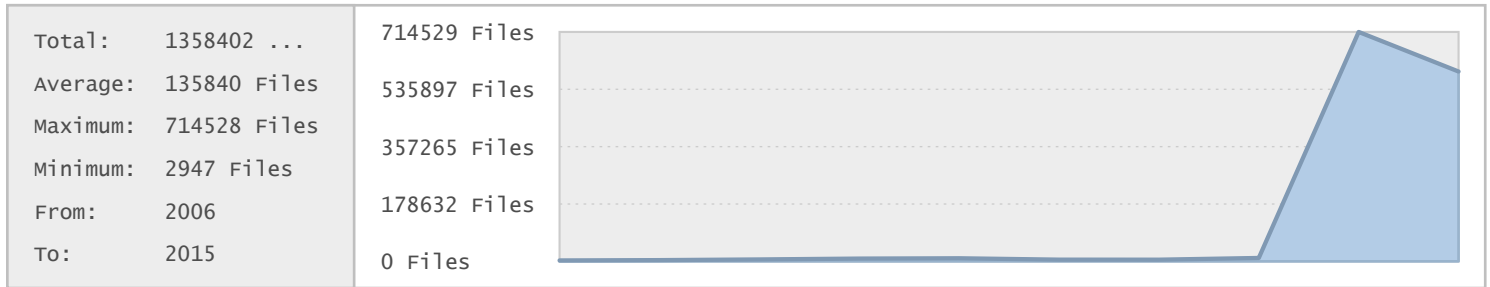 Total: 1358402 ...
Average: 135840 Files
Maximum: 714528 Files
Minimum: 2947 Files
From: 2006
To: 2015
714529 Files
535897 Files
357265 Files
178632 Files
0 Files